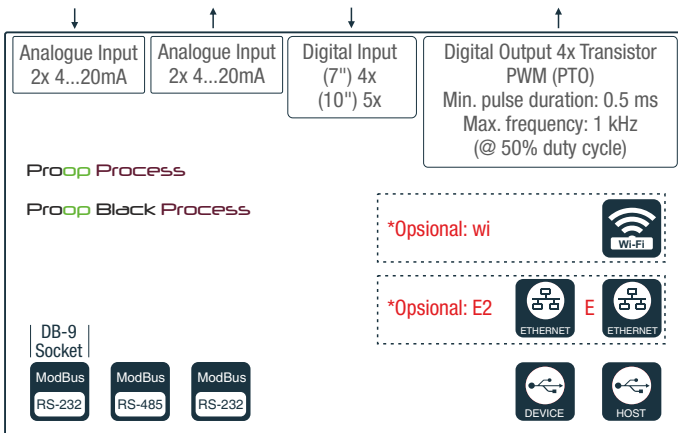 Analogue Input
2x 4...20mA
Analogue Input
2x 4...20mA
Digital Input
(7") 4x
(10") 5x
Digital Output 4x Transistor
PWM (PTO)
Min. pulse duration: 0.5 ms
Max. frequency: 1 kHz
(@ 50% duty cycle)
Proop Process
Proop Black Process
*Opsional: wi
Wi-Fi
*Opsional: E2
ETHERNET
E
ETHERNET
DB-9
Socket
ModBus
RS-232
ModBus
RS-485
ModBus
RS-232
DEVICE
HOST